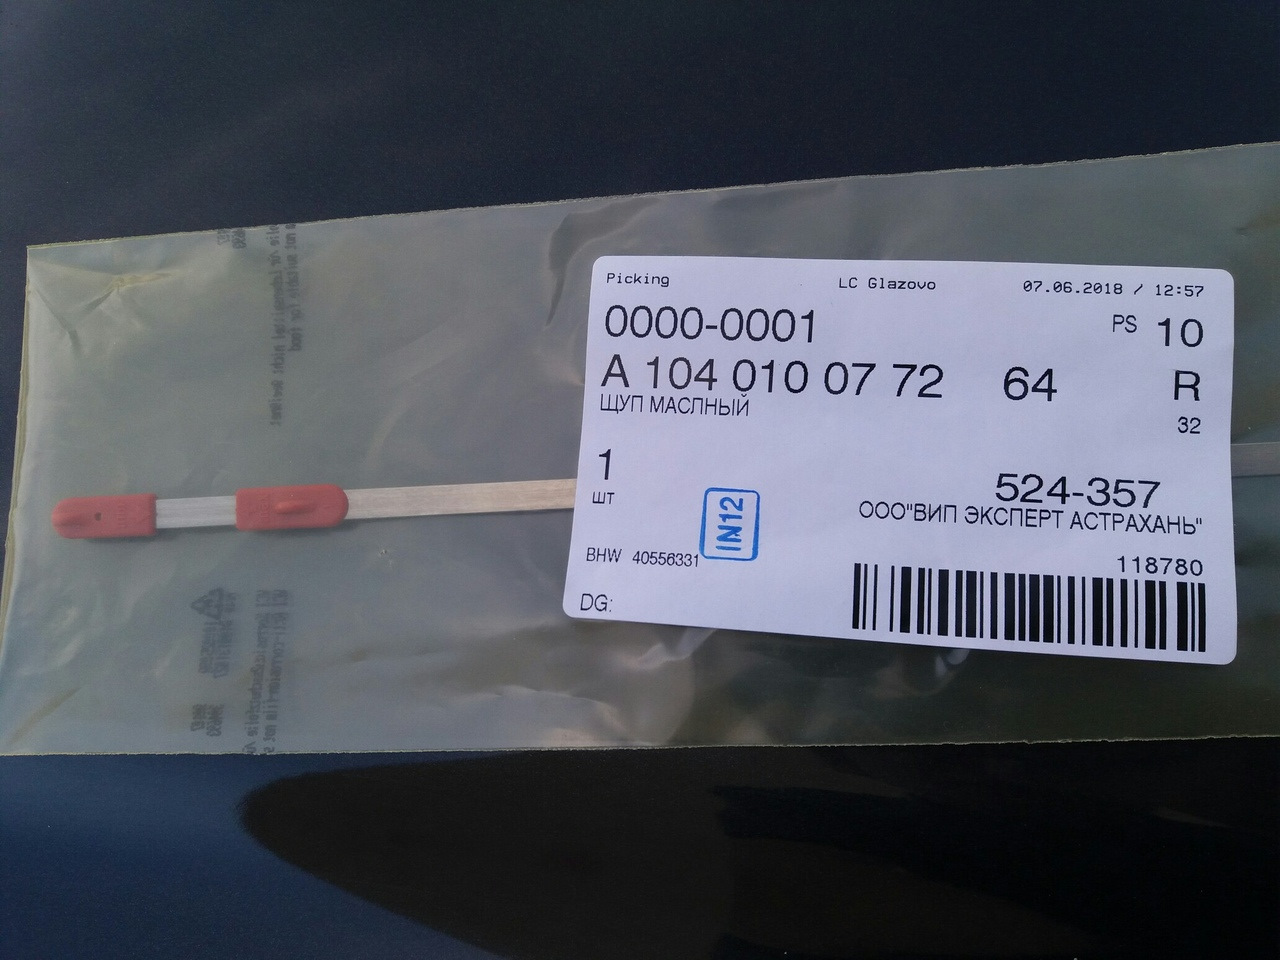 Picking LC Glazovo 07.06.2018 / 12:57
0000-0001 PS 10
A 104 010 07 72 64 R
ЩУП МАСЛНЫЙ 32
1
шт
524-357
ООО"ВИП ЭКСПЕРТ АСТРАХАНЬ"
IN12
BHW 40556331
118780
DG: